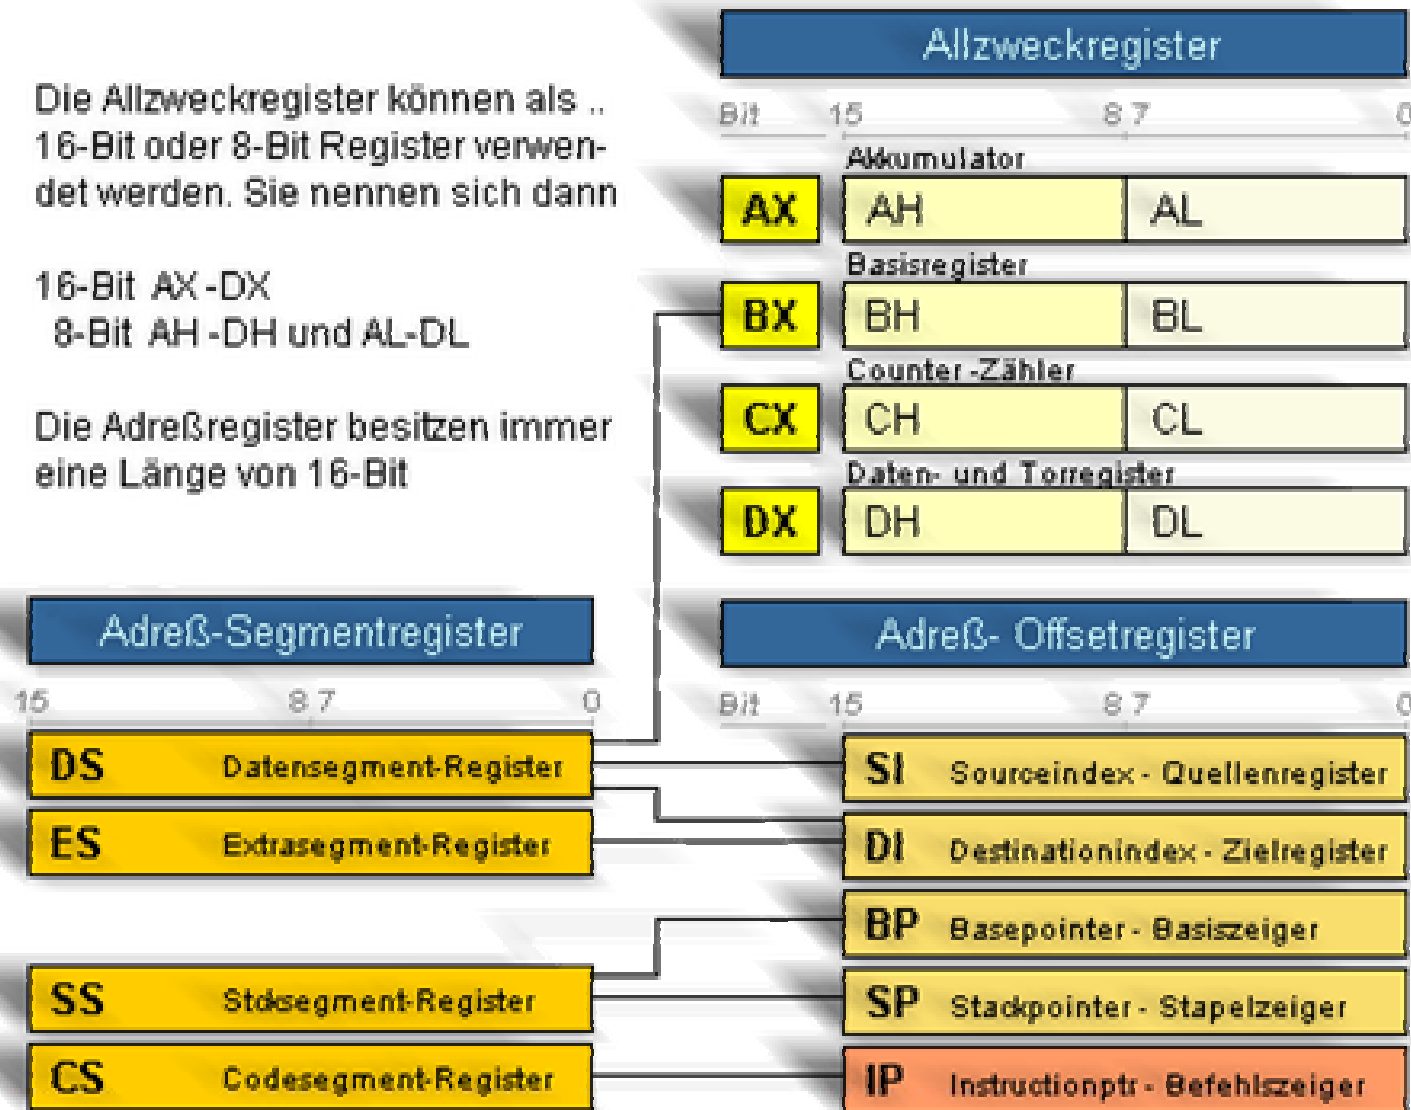 Die Allzweckregister können als ..
16-Bit oder 8-Bit Register verwen-
det werden. Sie nennen sich dann
16-Bit AX -DX
8-Bit AH -DH und AL-DL
Die Adreßregister besitzen immer
eine Länge von 16-Bit
Allzweckregister
Bit 15 8 7 0
Akkumulator
AX AH AL
Basisregister
BX BH BL
Counter -Zähler
CX CH CL
Daten- und Torregister
DX DH DL
Adreß-Segmentregister
15 8 7 0
DS Datensegment-Register
ES Extrasegment-Register
SS Stcksegment-Register
CS Codesegment-Register
Adreß- Offsetregister
Bit 15 8 7 0
SI Sourceindex - Quellenregister
DI Destinationindex - Zielregister
BP Basepointer - Basiszeiger
SP Stackpointer - Stapelzeiger
IP Instructionptr - Befehlszeiger